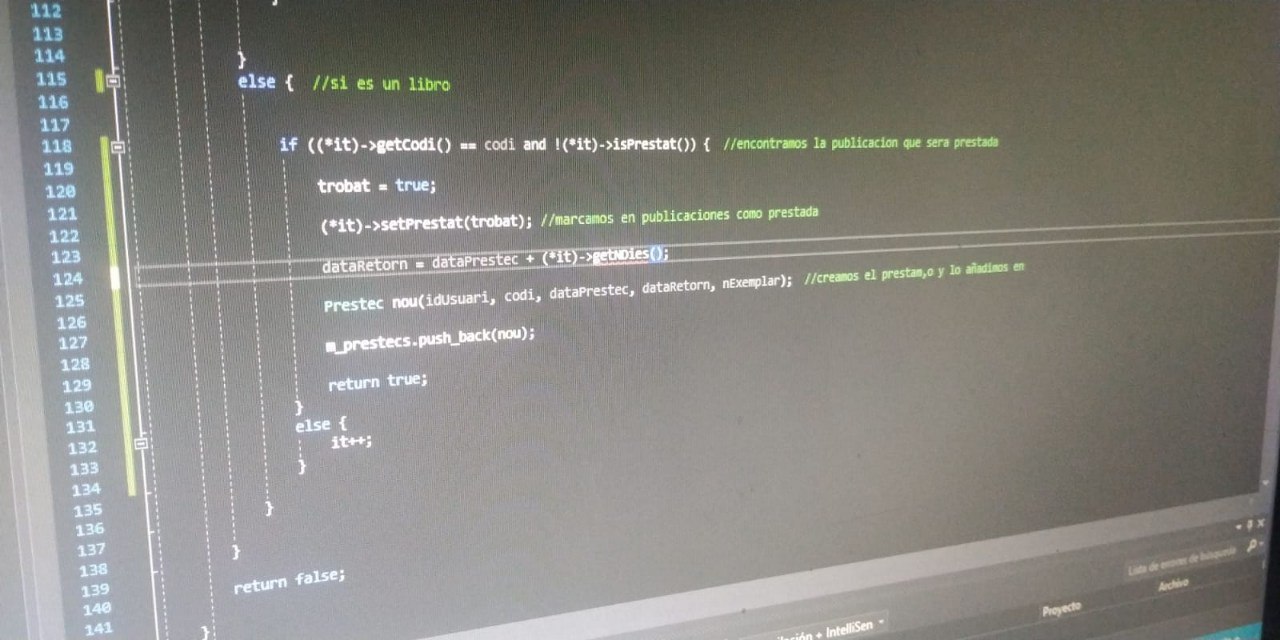 112 }
113
114 }
115 else { //si es un libro
116
117
118 if ((*it)->getCodi() == codi and !(*it)->isPrestat()) { //encontramos la publicacion que sera prestada
119
120 trobat = true;
121
122 (*it)->setPrestat(trobat); //marcamos en publicaciones como prestada
123
124 dataRetorn = dataPrestec + (*it)->getNDies();
125
126 Prestec nou(idUsuari, codi, dataPrestec, dataRetorn, nExemplar); //creamos el prestam,o y lo añadimos en
127
128 m_prestecs.push_back(nou);
129
130 return true;
131 }
132 else {
133 it++;
134 }
135
136 }
137
138 }
139 return false;
140
141 }
Lista de errores de búsqueda
ilación + IntelliSen
Proyecto
Archivo